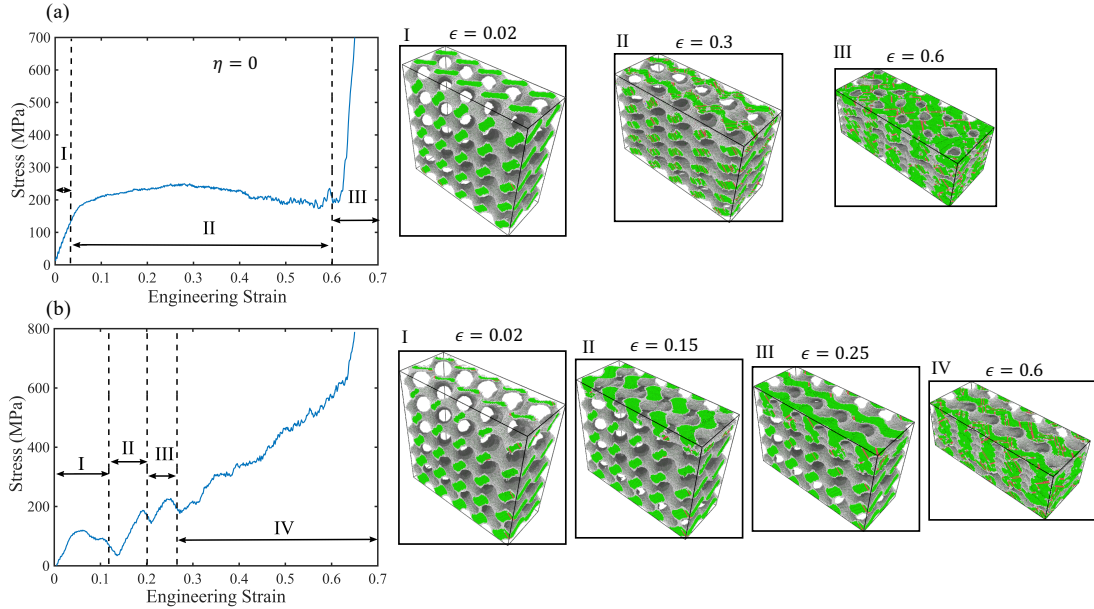 (a)
700
600
500
400
300
200
100
0
Stress (MPa)
η = 0
I
II
III
0 0.1 0.2 0.3 0.4 0.5 0.6 0.7
Engineering Strain
I ϵ = 0.02
II ϵ = 0.3
III ϵ = 0.6
(b)
800
600
400
200
0
Stress (MPa)
I
II
III
IV
0 0.1 0.2 0.3 0.4 0.5 0.6 0.7
Engineering Strain
I ϵ = 0.02
II ϵ = 0.15
III ϵ = 0.25
IV ϵ = 0.6